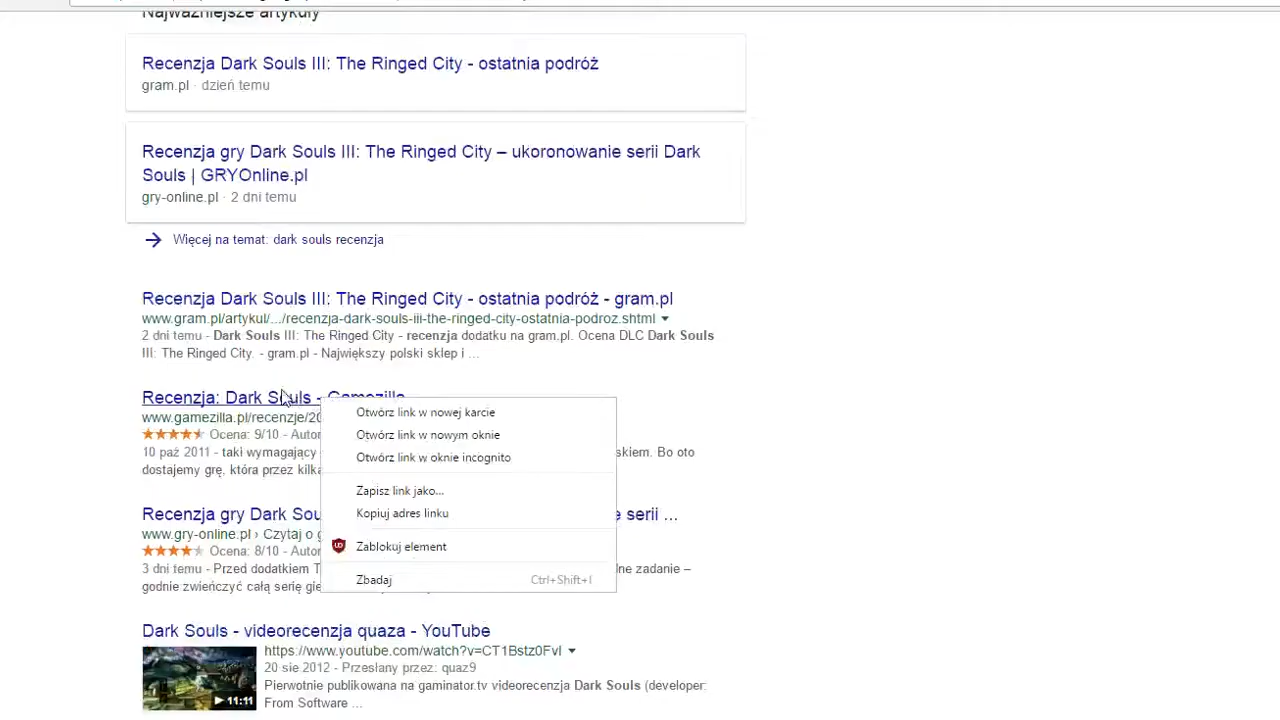 Najważniejsze artykuły
Recenzja Dark Souls III: The Ringed City - ostatnia podróż
gram.pl · dzień temu
Recenzja gry Dark Souls III: The Ringed City – ukoronowanie serii Dark
Souls | GRYOnline.pl
gry-online.pl · 2 dni temu
Więcej na temat: dark souls recenzja
Recenzja Dark Souls III: The Ringed City - ostatnia podróż - gram.pl
www.gram.pl/artykul/.../recenzja-dark-souls-iii-the-ringed-city-ostatnia-podroz.shtml
2 dni temu - Dark Souls III: The Ringed City - recenzja dodatku na gram.pl. Ocena DLC Dark Souls
III: The Ringed City. - gram.pl - Największy polski sklep i ...
Recenzja: Dark Souls - Gamezilla
www.gamezilla.pl/recenzje/20
Ocena: 9/10 - Autor
10 paź 2011 - taki wymagający skiem. Bo oto
dostajemy grę, która przez kilka
Recenzja gry Dark Sou e serii ...
www.gry-online.pl › Czytaj o g
Ocena: 8/10 - Autor
3 dni temu - Przed dodatkiem T lne zadanie –
godnie zwieńczyć całą serię gie
Otwórz link w nowej karcie
Otwórz link w nowym oknie
Otwórz link w oknie incognito
Zapisz link jako...
Kopiuj adres linku
Zablokuj element
Zbadaj Ctrl+Shift+I
Dark Souls - videorecenzja quaza - YouTube
https://www.youtube.com/watch?v=CT1Bstz0FvI
20 sie 2012 - Przesłany przez: quaz9
Pierwotnie publikowana na gaminator.tv videorecenzja Dark Souls (developer:
From Software ...
11:11